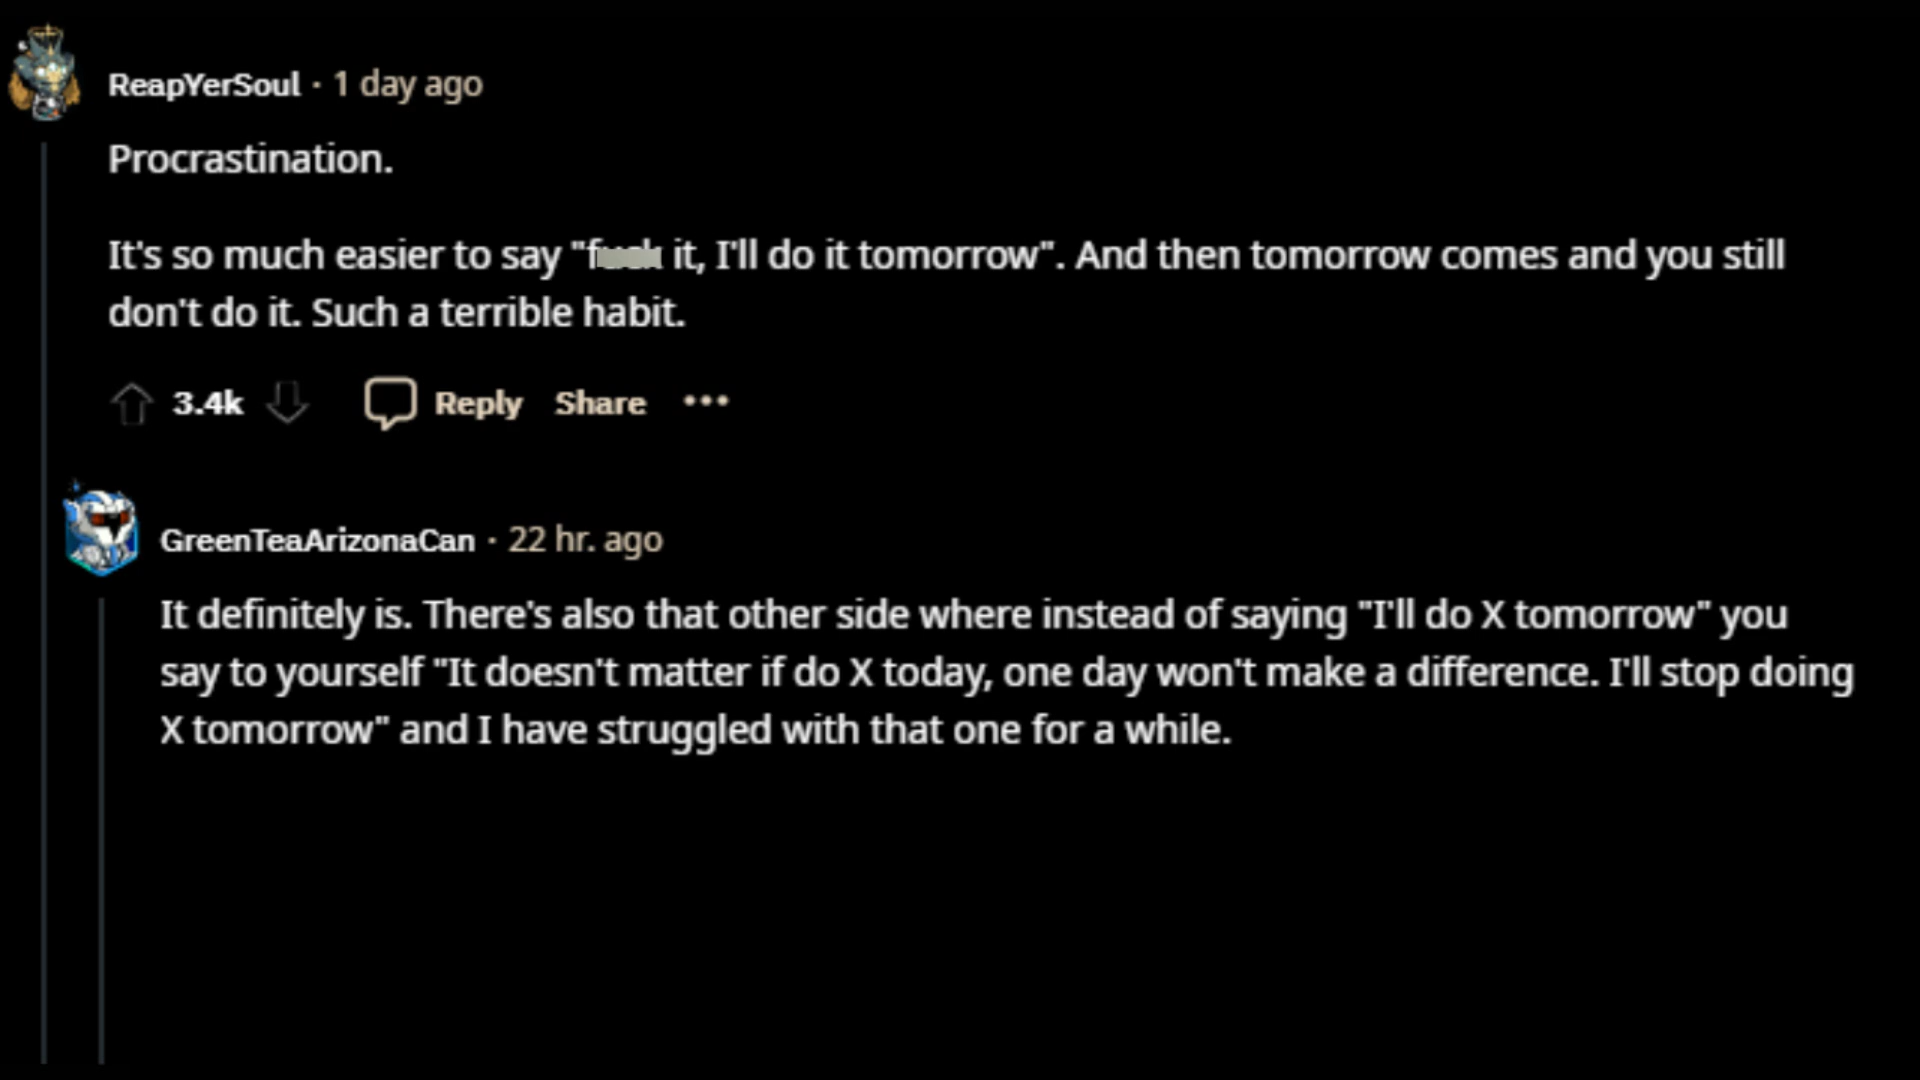 ReapYerSoul · 1 day ago
Procrastination.
It's so much easier to say "fuck it, I'll do it tomorrow". And then tomorrow comes and you still
don't do it. Such a terrible habit.
3.4k Reply Share •••
GreenTeaArizonaCan · 22 hr. ago
It definitely is. There's also that other side where instead of saying "I'll do X tomorrow" you
say to yourself "It doesn't matter if do X today, one day won't make a difference. I'll stop doing
X tomorrow" and I have struggled with that one for a while.